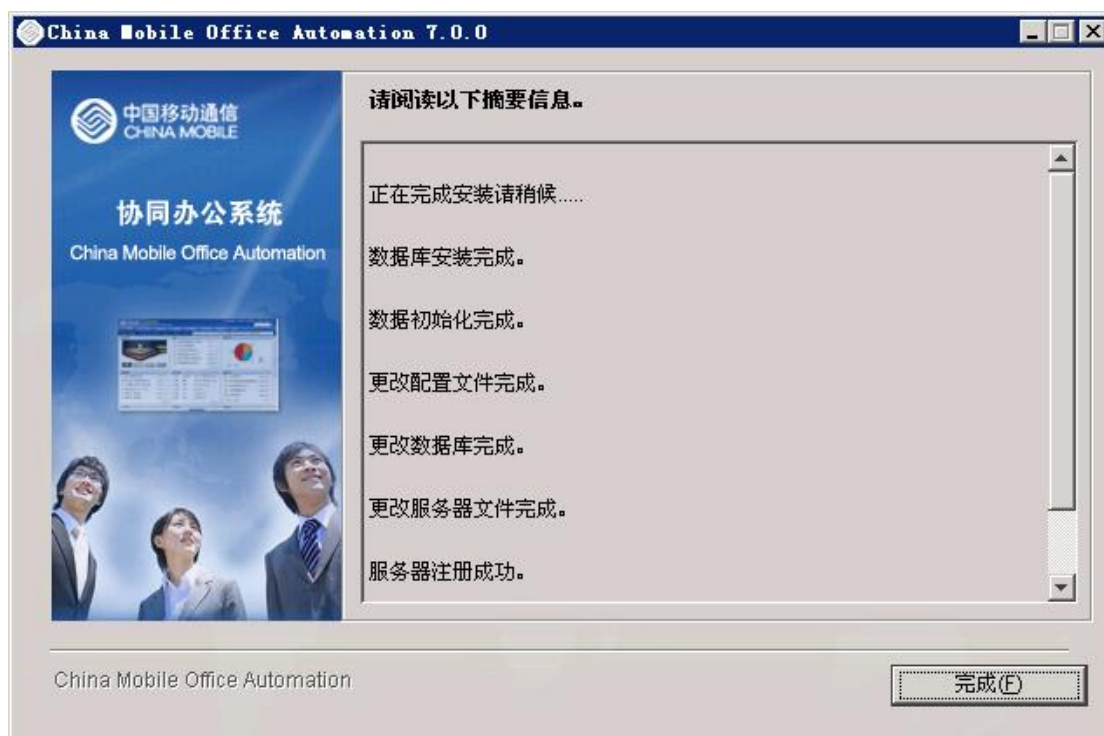 China Mobile Office Automation 7.0.0
中国移动通信
CHINA MOBILE
协同办公系统
China Mobile Office Automation
请阅读以下摘要信息。
正在完成安装请稍候.....
数据库安装完成。
数据初始化完成。
更改配置文件完成。
更改数据库完成。
更改服务器文件完成。
服务器注册成功。
China Mobile Office Automation
完成(F)